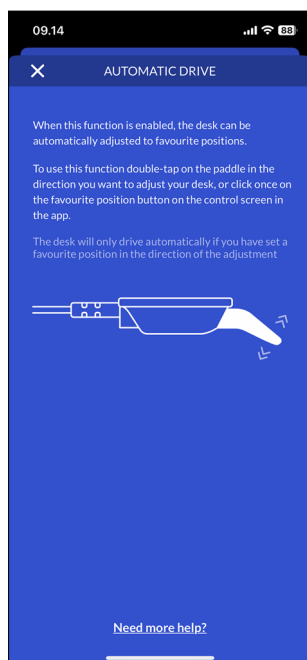 09.14
88
AUTOMATIC DRIVE
When this function is enabled, the desk can be
automatically adjusted to favourite positions.
To use this function double-tap on the paddle in the
direction you want to adjust your desk, or click once on
the favourite position button on the control screen in
the app.
The desk will only drive automatically if you have set a
favourite position in the direction of the adjustment
Need more help?